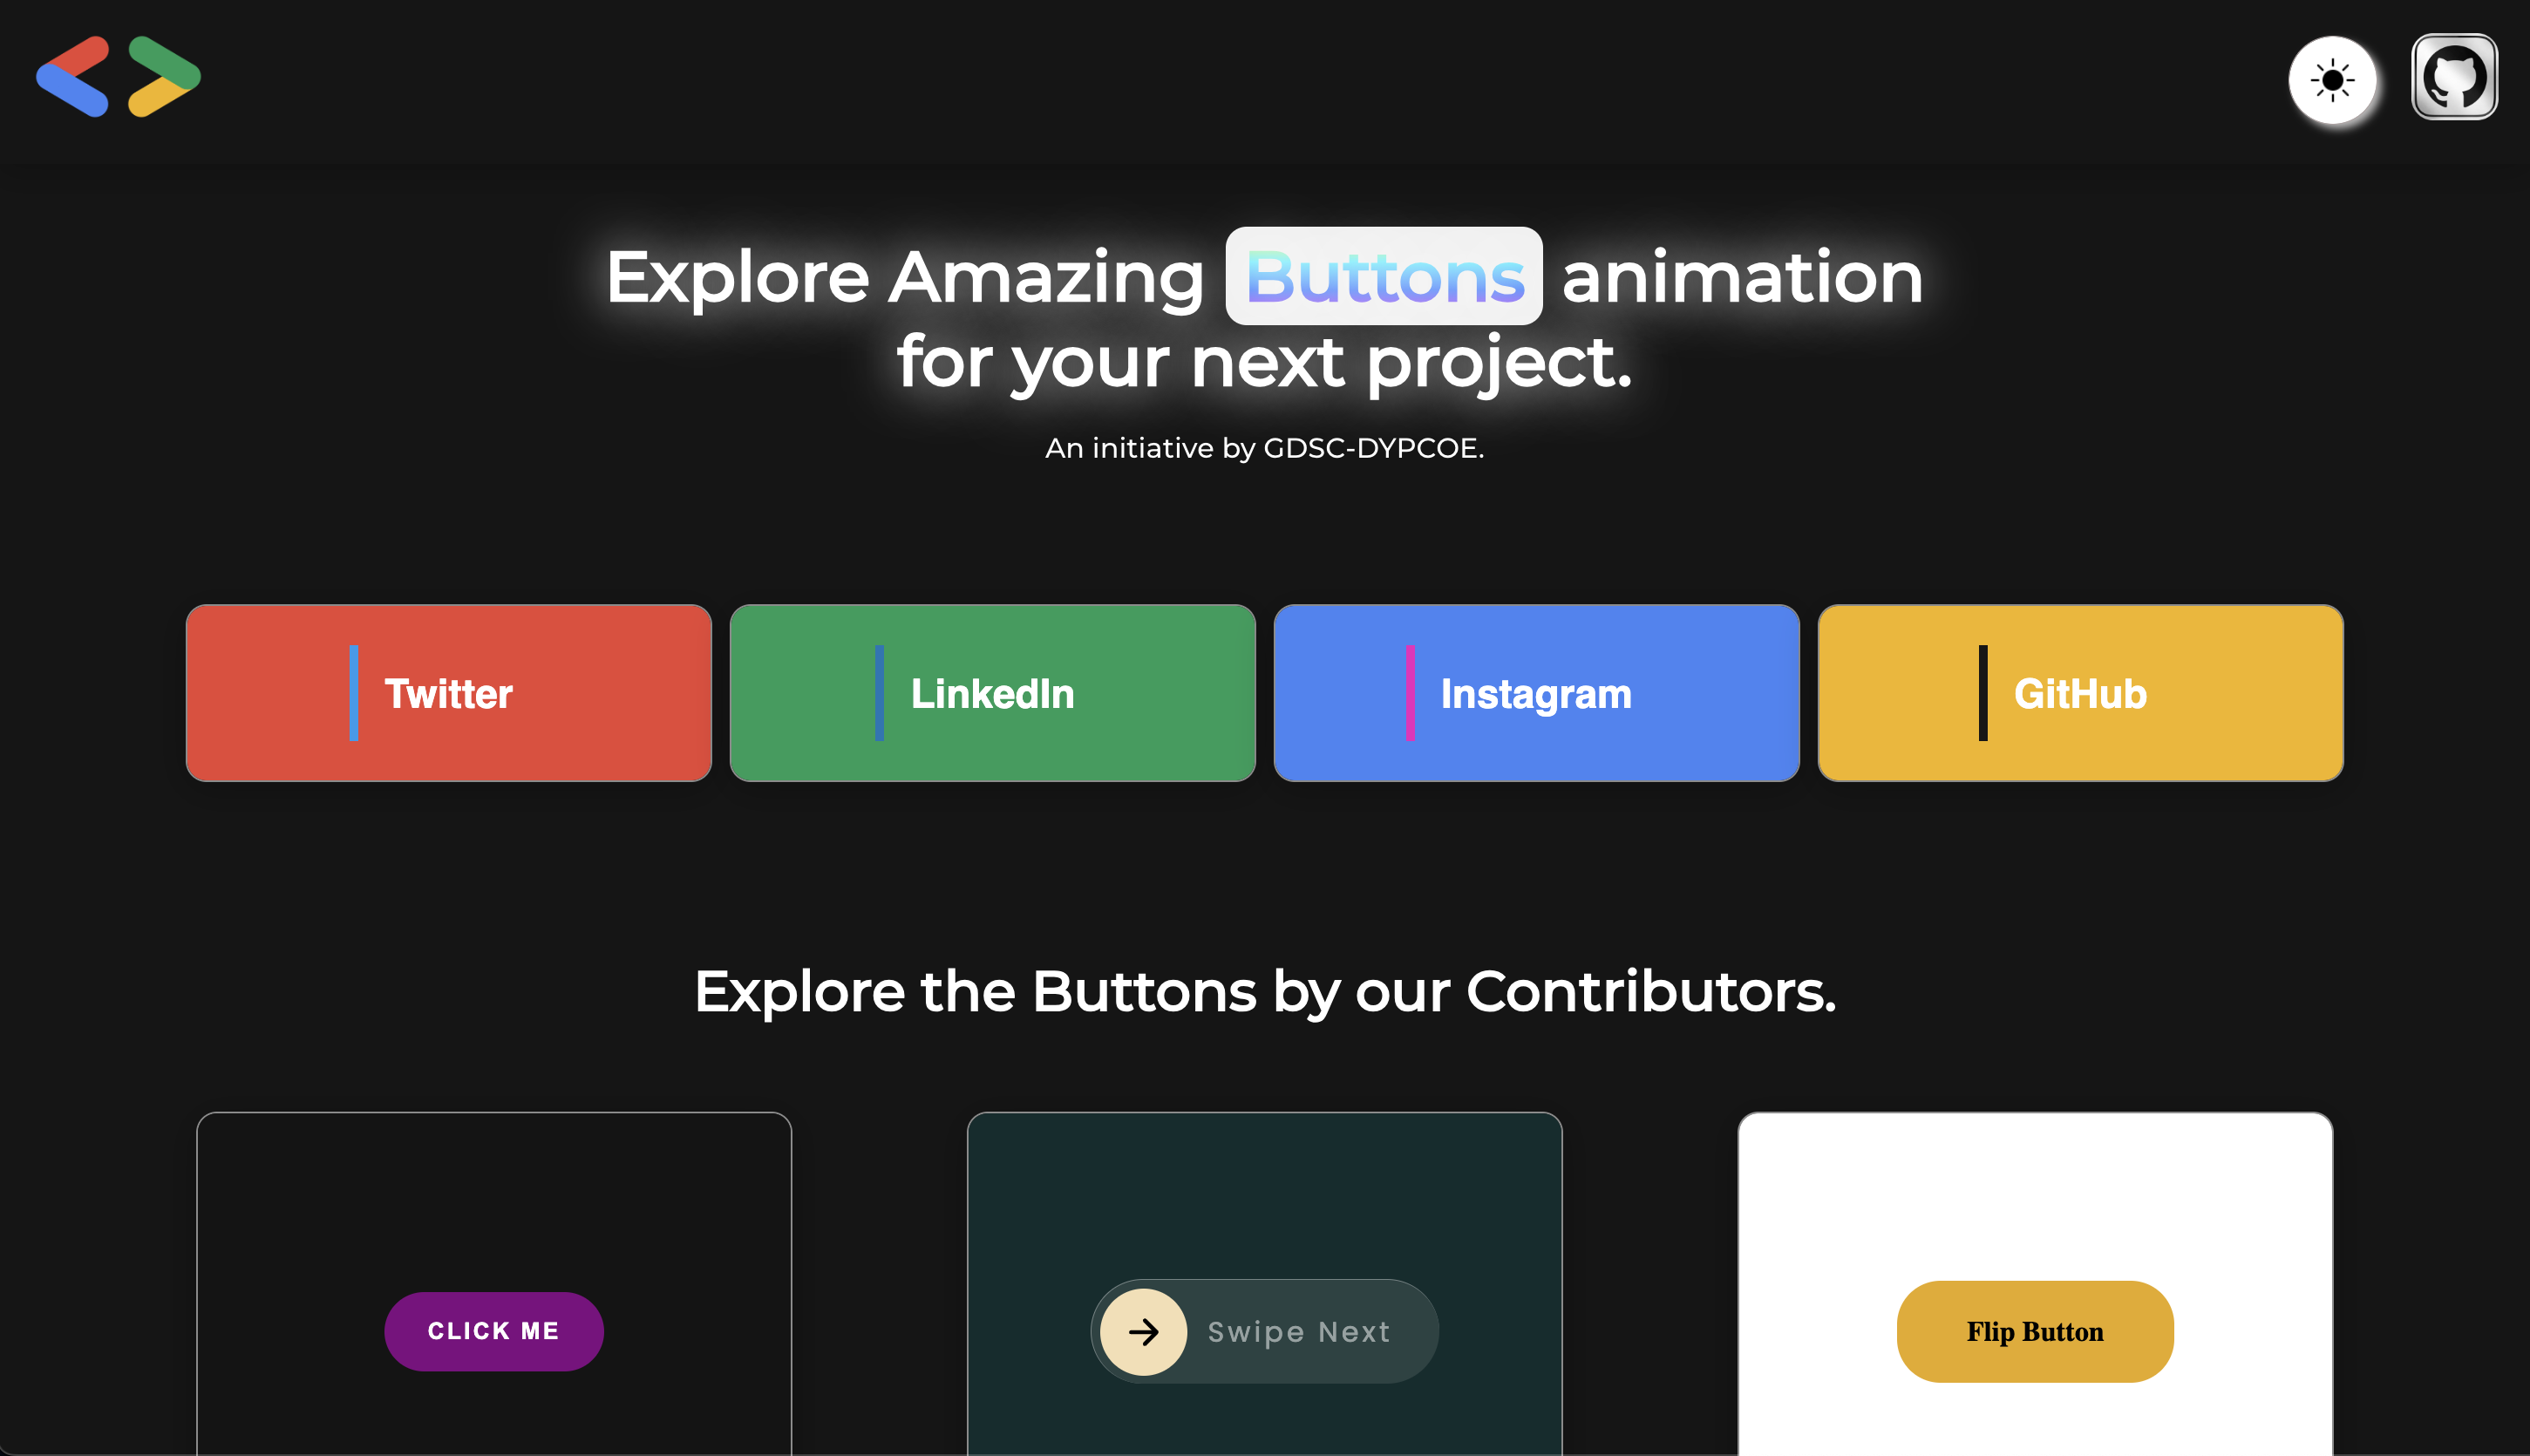 Explore Amazing Buttons animation
for your next project.
An initiative by GDSC-DYPCOE.
Twitter
LinkedIn
Instagram
GitHub
Explore the Buttons by our Contributors.
CLICK ME
Swipe Next
Flip Button